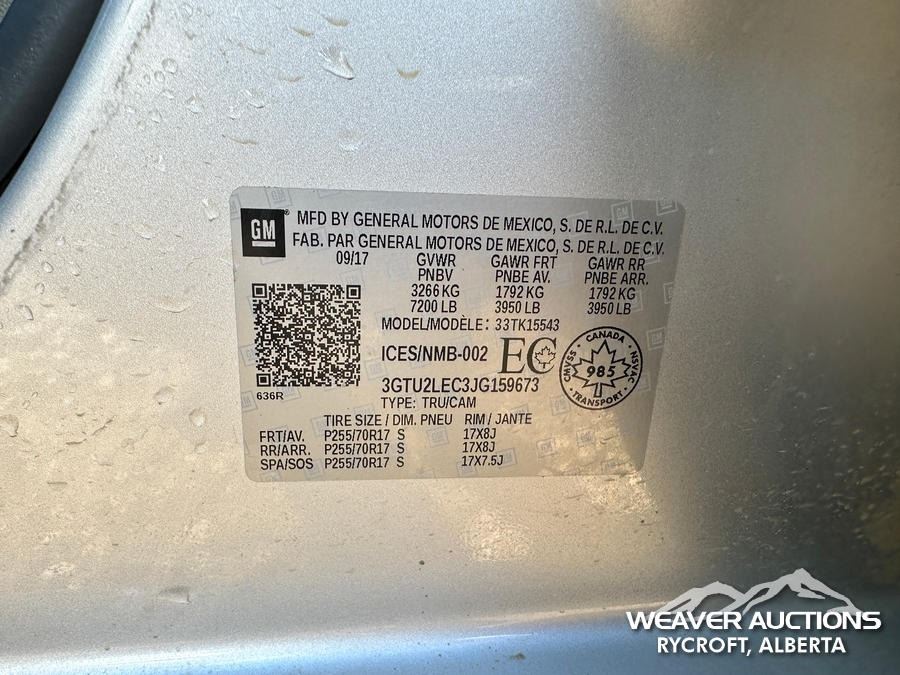 GM
MFD BY GENERAL MOTORS DE MEXICO, S. DE R.L. DE C.V.
FAB. PAR GENERAL MOTORS DE MEXICO, S. DE R.L. DE C.V.
09/17 GVWR GAWR FRT GAWR RR
PNBV PNBE AV. PNBE ARR.
3266 KG 1792 KG 1792 KG
7200 LB 3950 LB 3950 LB
MODEL/MODÈLE: 33TK15543
ICES/NMB-002 EC
CANADA
CMVSS • NSVAC
985
TRANSPORT
3GTU2LEC3JG159673
636R
TYPE: TRU/CAM
TIRE SIZE / DIM. PNEU RIM / JANTE
FRT/AV. P255/70R17 S 17X8J
RR/ARR. P255/70R17 S 17X8J
SPA/SOS P255/70R17 S 17X7.5J
WEAVER AUCTIONS
RYCROFT, ALBERTA